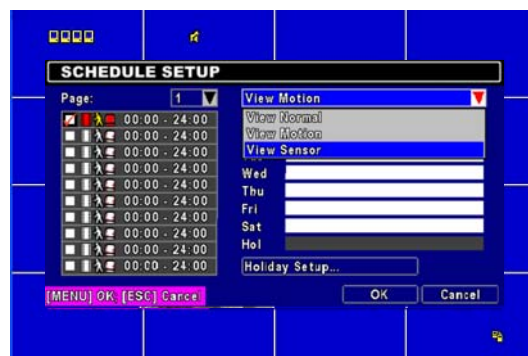 SCHEDULE SETUP
Page: 1 View Motion
00:00 - 24:00 View Normal
00:00 - 24:00 View Motion
00:00 - 24:00 View Sensor
00:00 - 24:00 Wed
00:00 - 24:00 Thu
00:00 - 24:00 Fri
00:00 - 24:00 Sat
00:00 - 24:00 Hol
00:00 - 24:00
00:00 - 24:00 Holiday Setup...
[MENU] OK, [ESC] Cancel OK Cancel